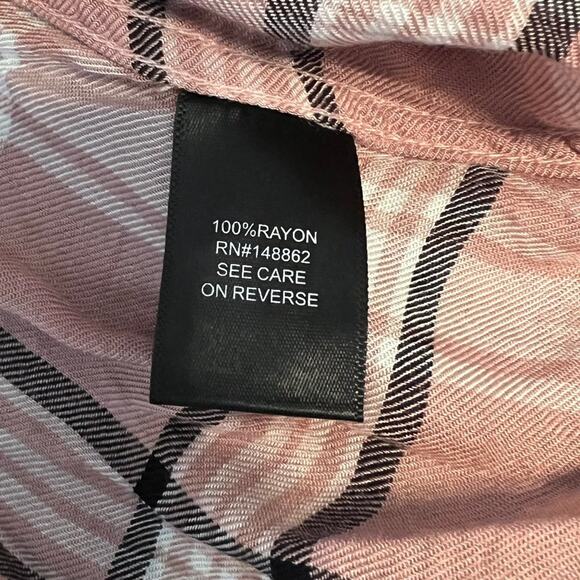 100%RAYON
RN#148862
SEE CARE
ON REVERSE